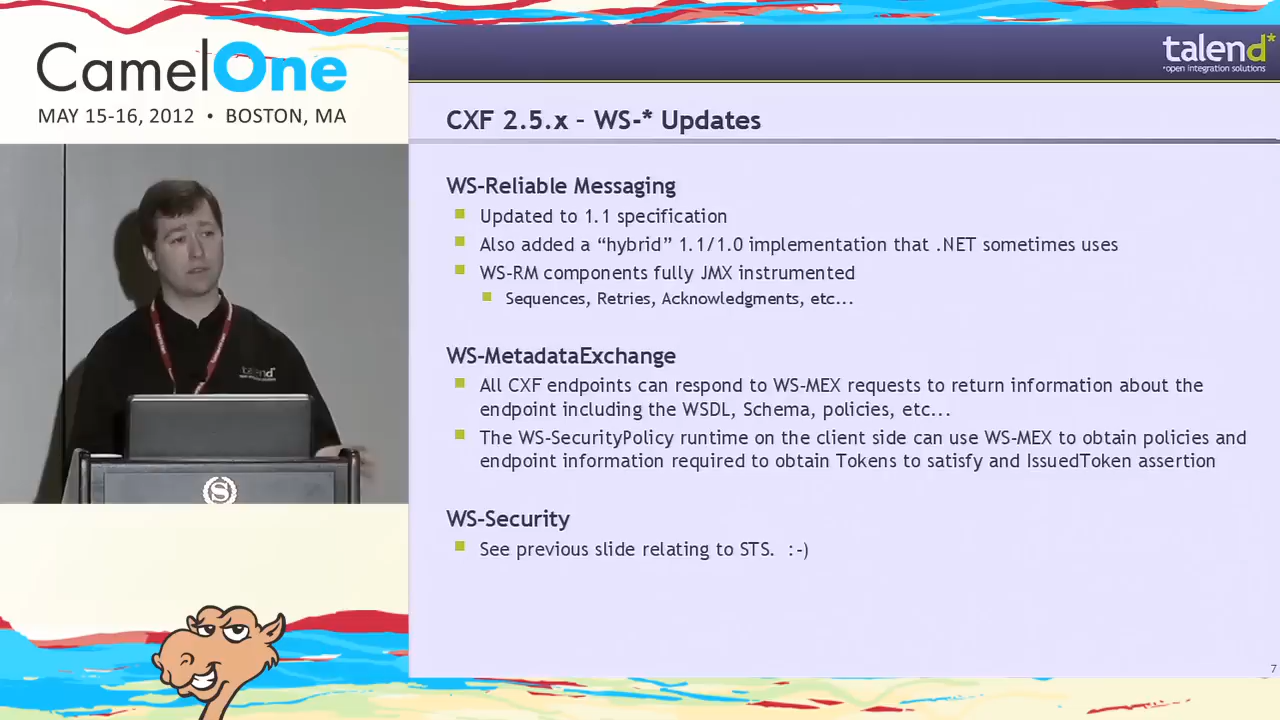 CamelOne
MAY 15-16, 2012 • BOSTON, MA
talend*
*open integration solutions
CXF 2.5.x – WS-* Updates
WS-Reliable Messaging
Updated to 1.1 specification
Also added a “hybrid” 1.1/1.0 implementation that .NET sometimes uses
WS-RM components fully JMX instrumented
Sequences, Retries, Acknowledgments, etc...
WS-MetadataExchange
All CXF endpoints can respond to WS-MEX requests to return information about the
endpoint including the WSDL, Schema, policies, etc...
The WS-SecurityPolicy runtime on the client side can use WS-MEX to obtain policies and
endpoint information required to obtain Tokens to satisfy and IssuedToken assertion
WS-Security
See previous slide relating to STS. :-)
7
talend
S